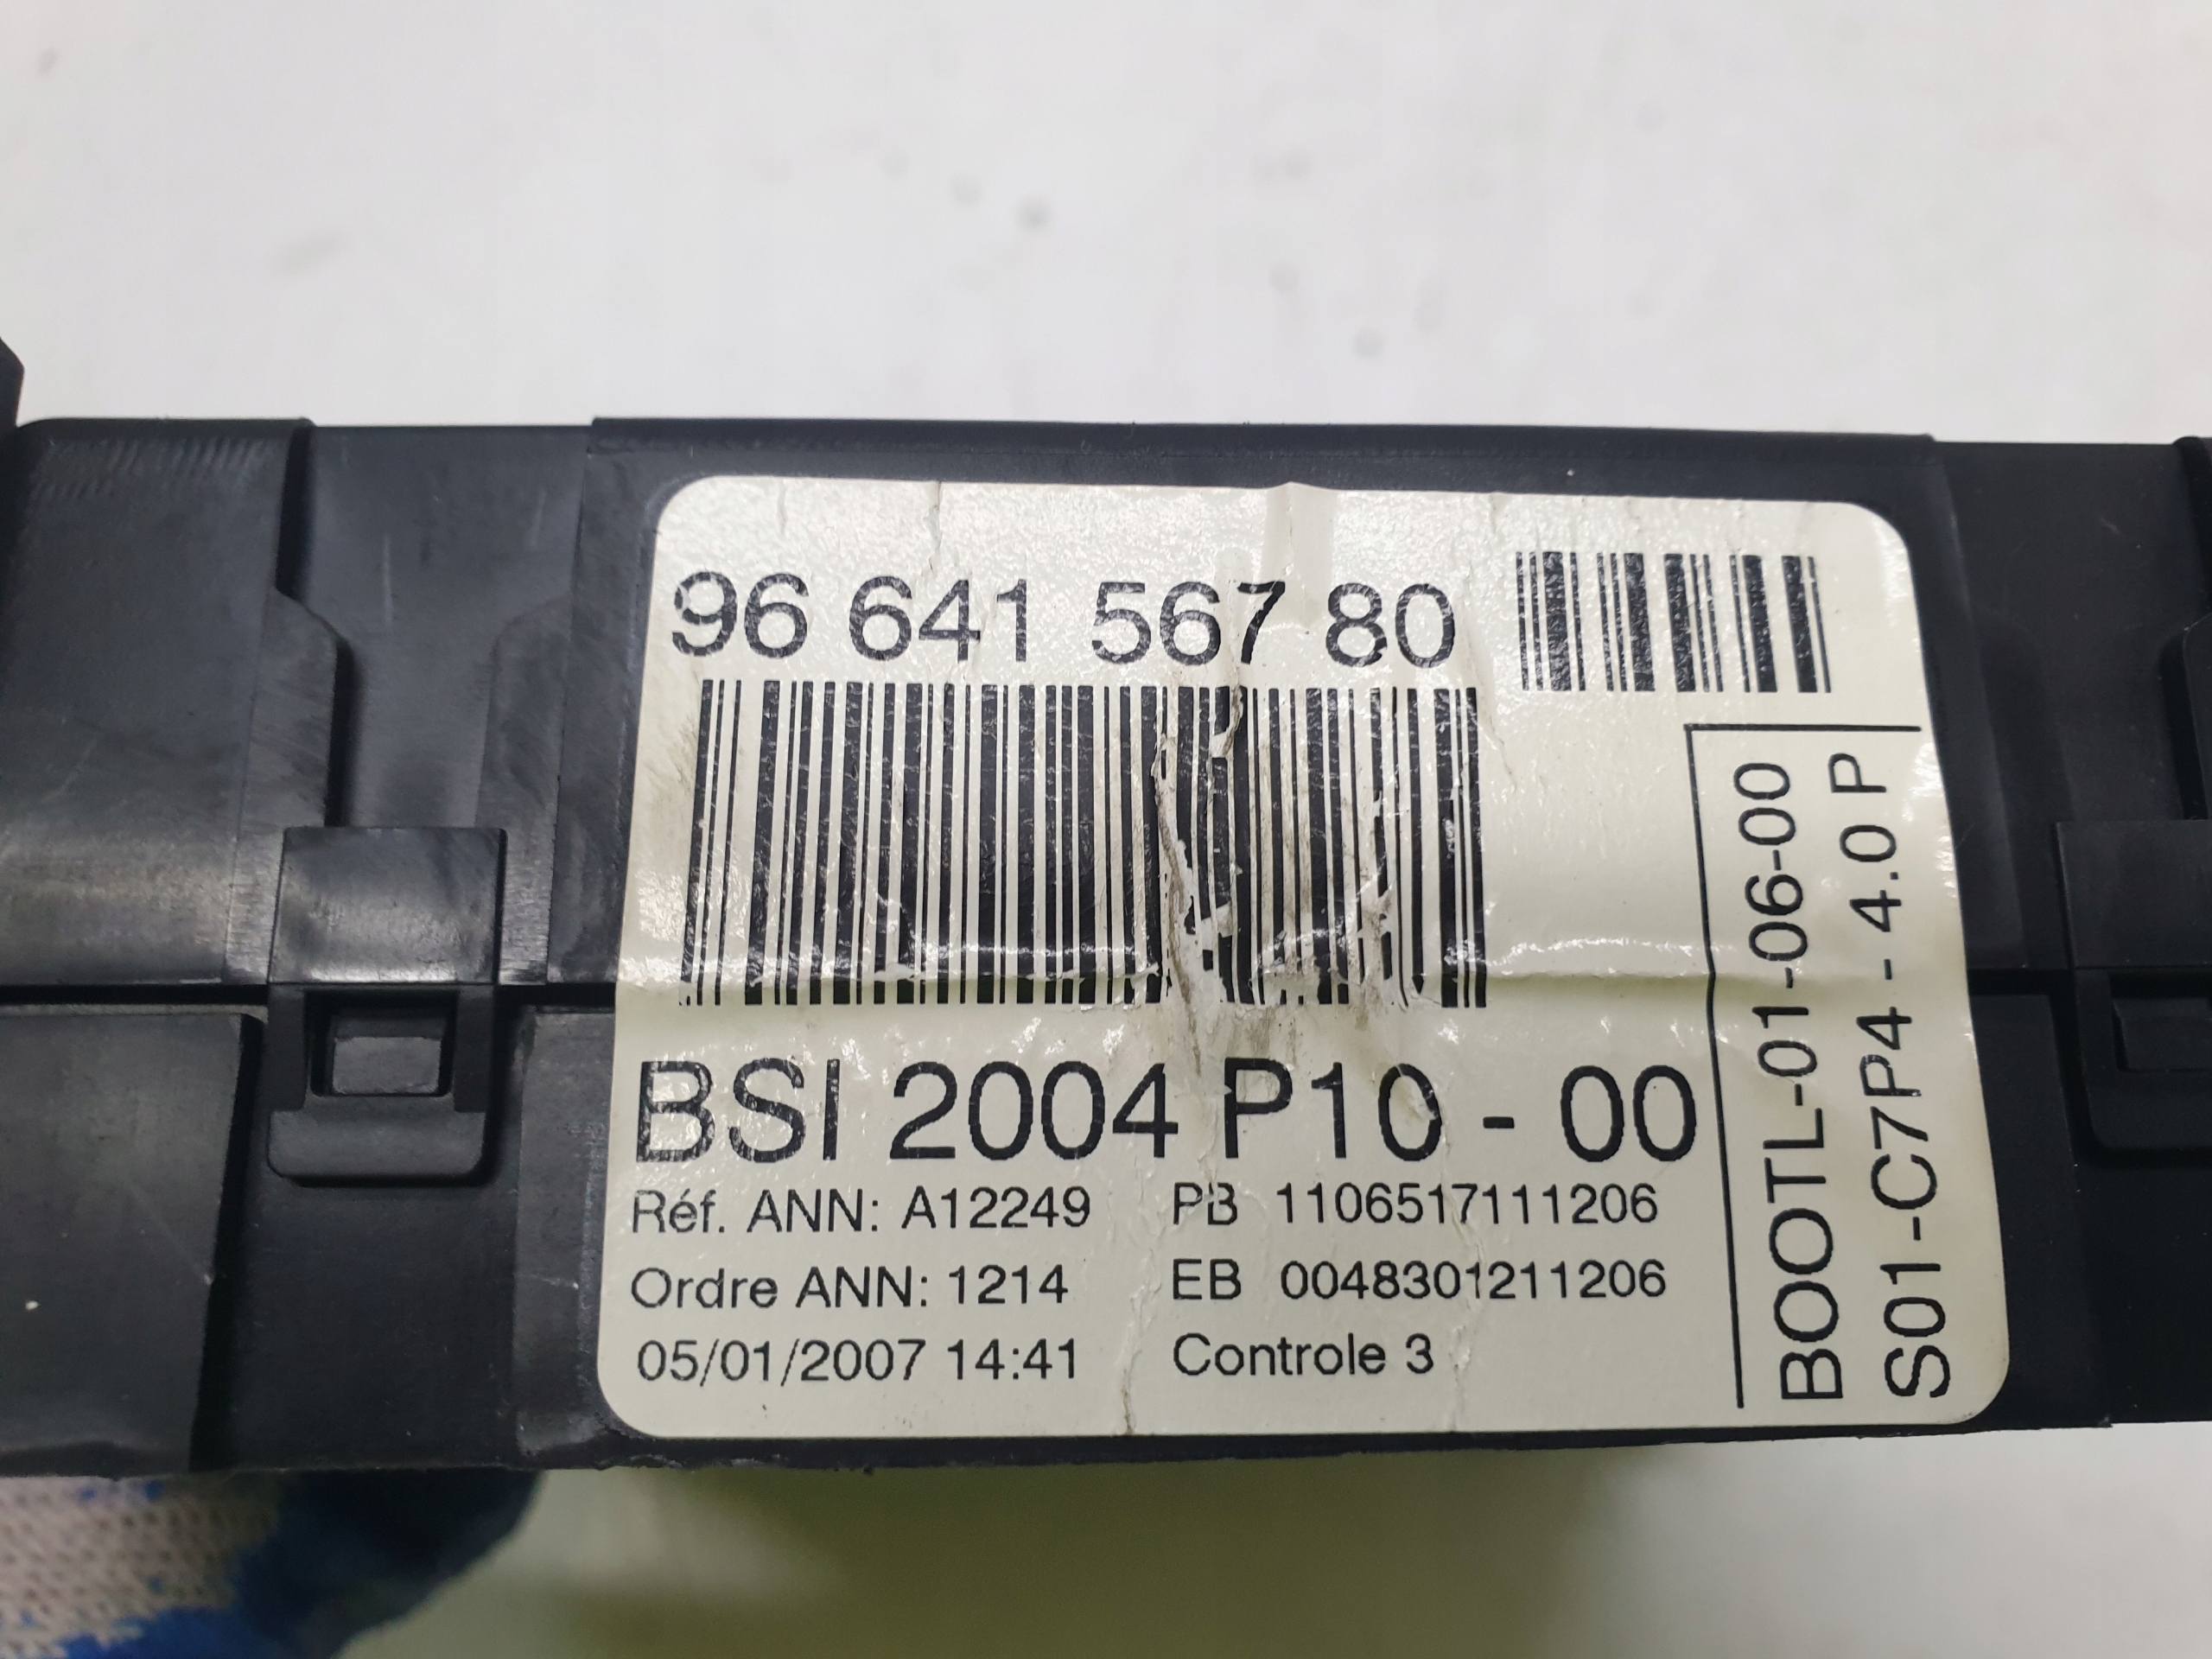 96 641 567 80
BSI 2004 P10 - 00
Réf. ANN: A12249 PB 1106517111206
Ordre ANN: 1214 EB 0048301211206
05/01/2007 14:41 Controle 3
BOOTL-01-06-00
S01-C7P4 - 4.0 P